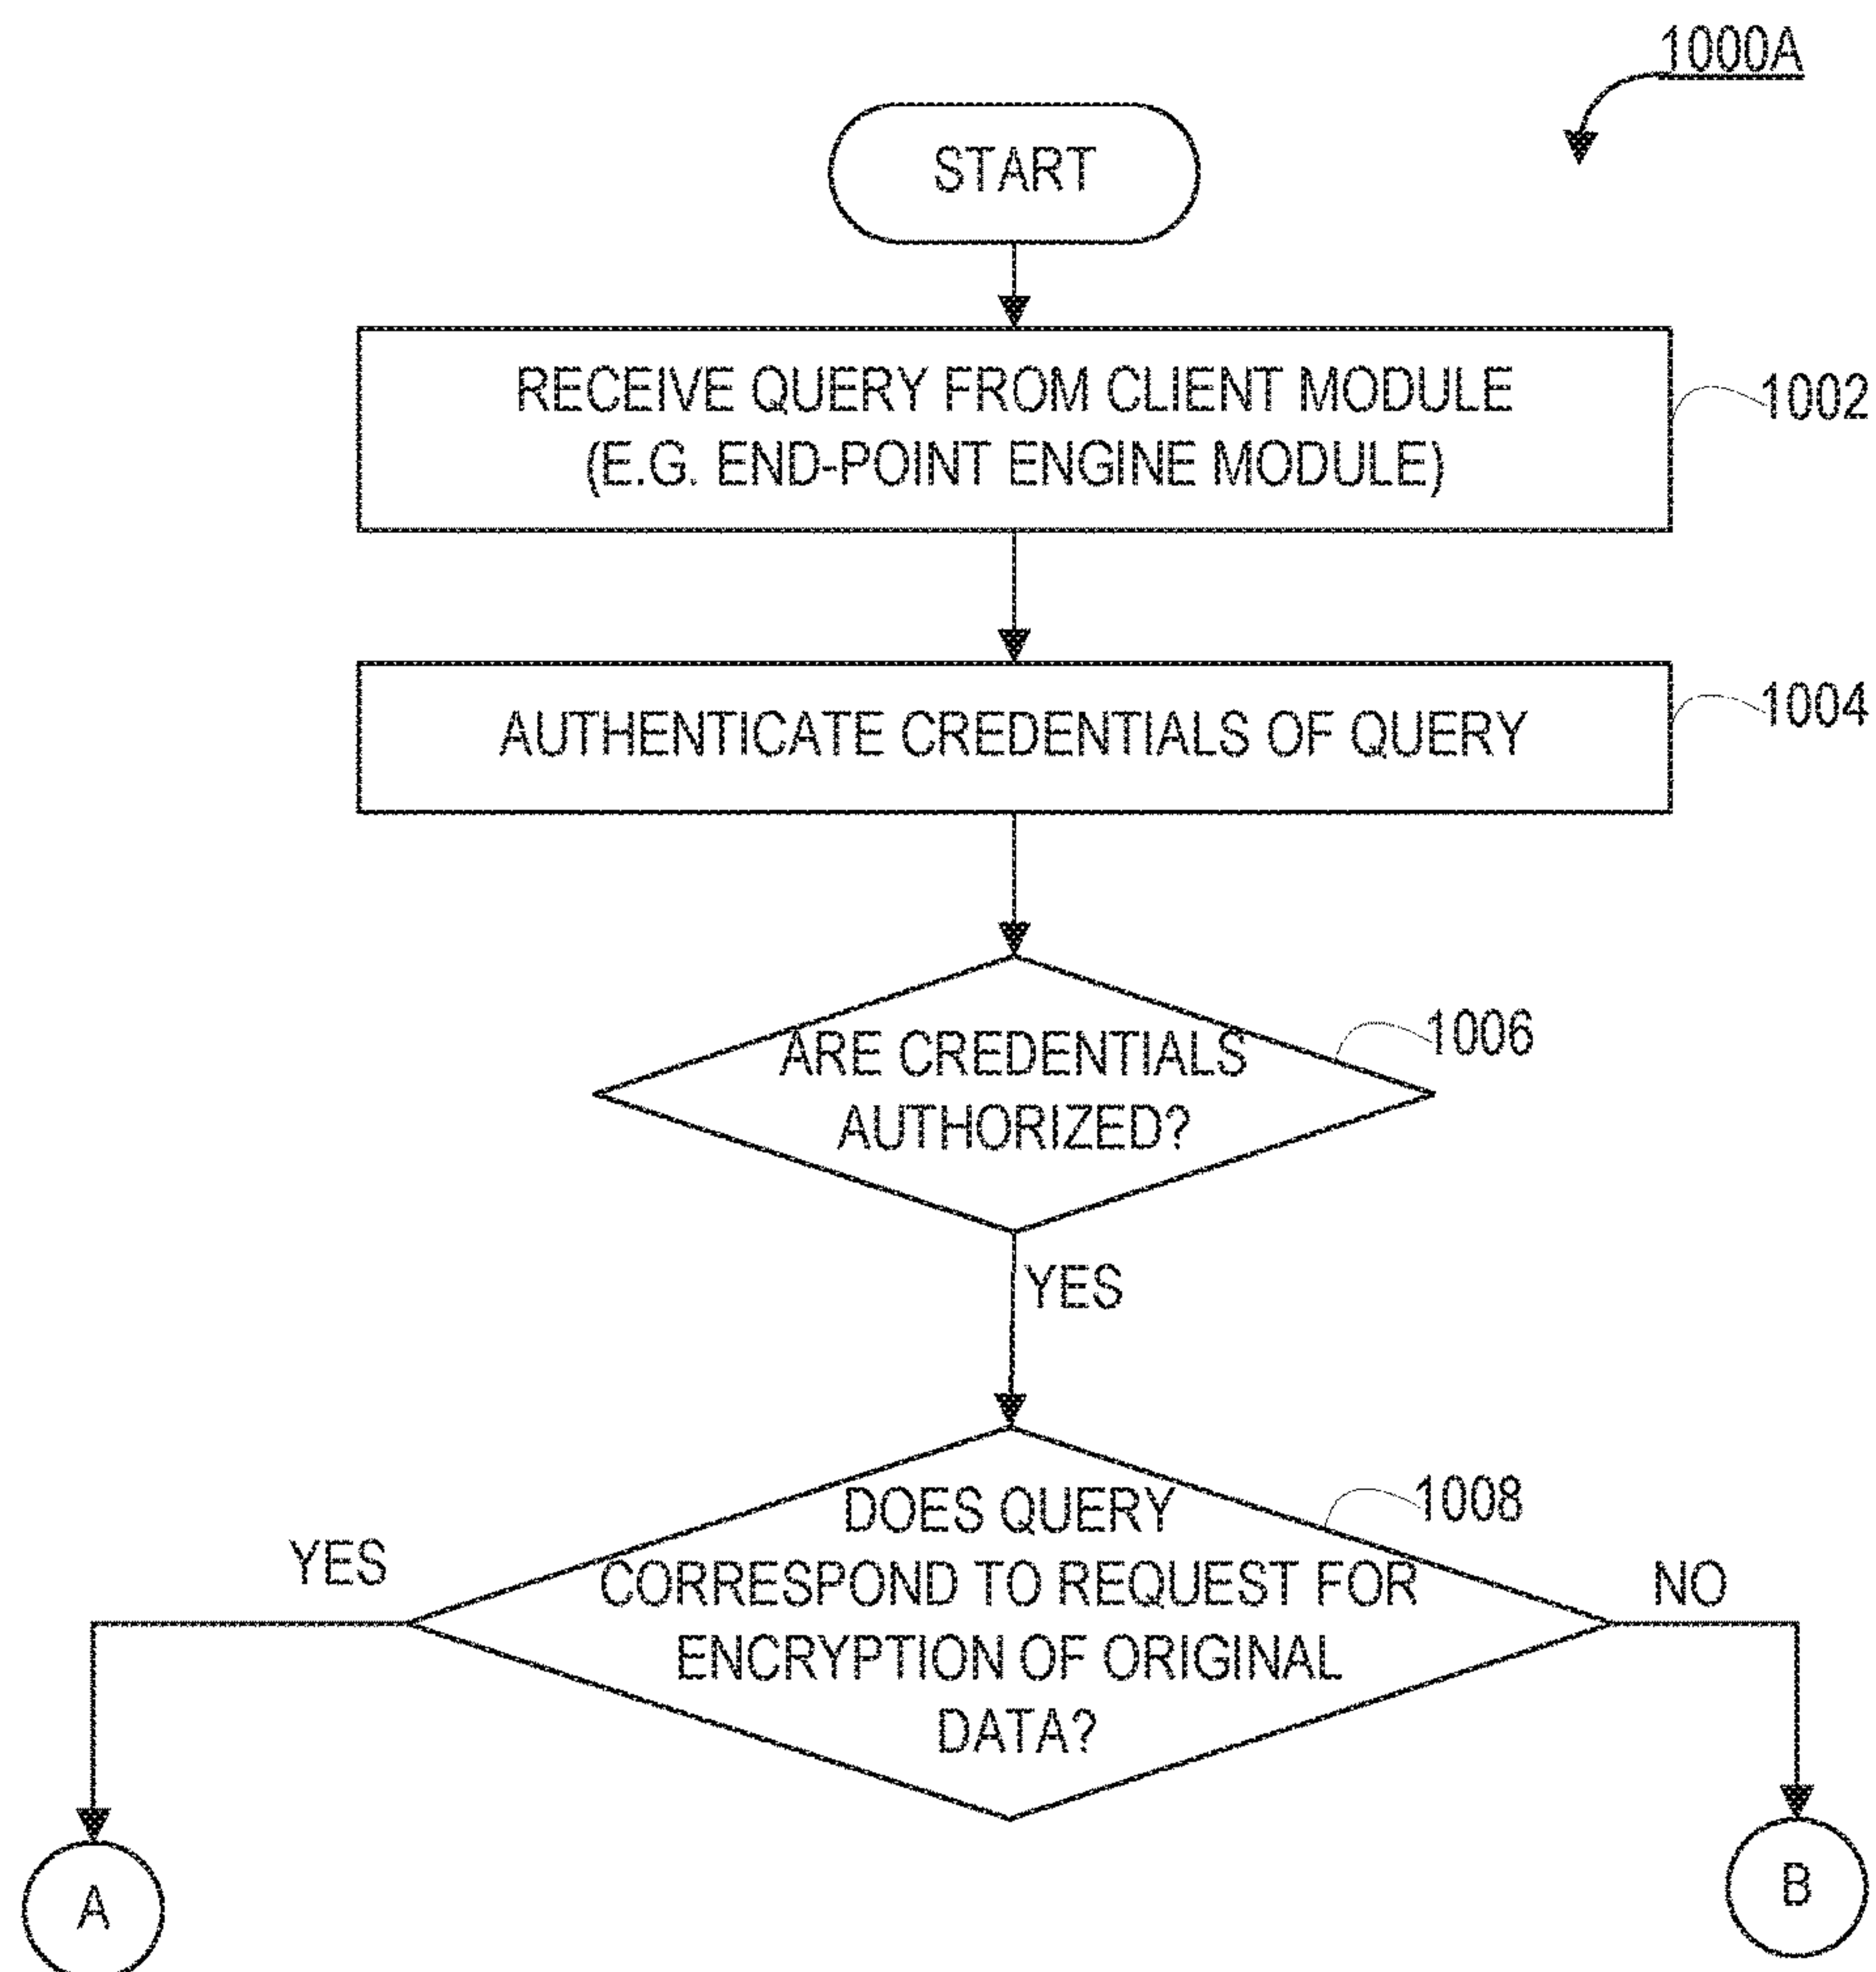 1000A
START
RECEIVE QUERY FROM CLIENT MODULE
(E.G. END-POINT ENGINE MODULE)
1002
AUTHENTICATE CREDENTIALS OF QUERY
1004
ARE CREDENTIALS
AUTHORIZED?
1006
YES
DOES QUERY
CORRESPOND TO REQUEST FOR
ENCRYPTION OF ORIGINAL
DATA?
1008
YES
NO
A
B